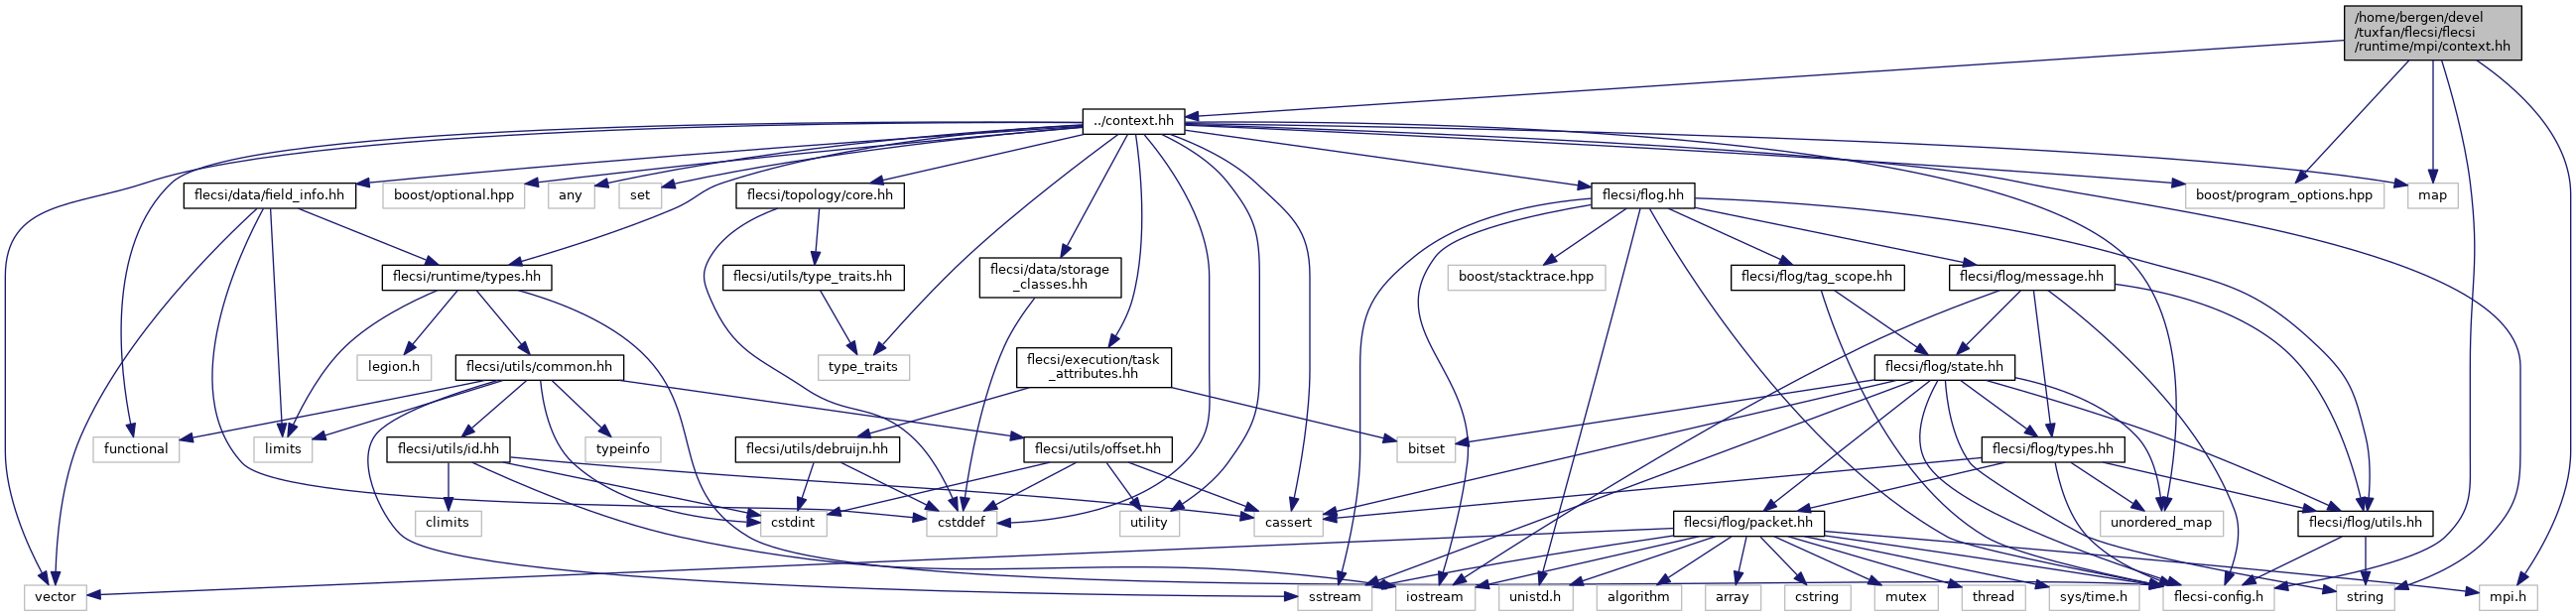 /home/bergen/devel
/tuxfan/flecsi/flecsi
/runtime/mpi/context.hh
../context.hh
flecsi/data/field_info.hh
boost/optional.hpp
any
set
flecsi/topology/core.hh
flecsi/flog.hh
boost/program_options.hpp
map
flecsi/runtime/types.hh
flecsi/utils/type_traits.hh
flecsi/data/storage
_classes.hh
boost/stacktrace.hpp
flecsi/flog/tag_scope.hh
flecsi/flog/message.hh
legion.h
flecsi/utils/common.hh
type_traits
flecsi/execution/task
_attributes.hh
flecsi/flog/state.hh
functional
limits
flecsi/utils/id.hh
typeinfo
flecsi/utils/debruijn.hh
flecsi/utils/offset.hh
bitset
flecsi/flog/types.hh
climits
cstdint
cstddef
utility
cassert
flecsi/flog/packet.hh
unordered_map
flecsi/flog/utils.hh
vector
sstream
iostream
unistd.h
algorithm
array
cstring
mutex
thread
sys/time.h
flecsi-config.h
string
mpi.h